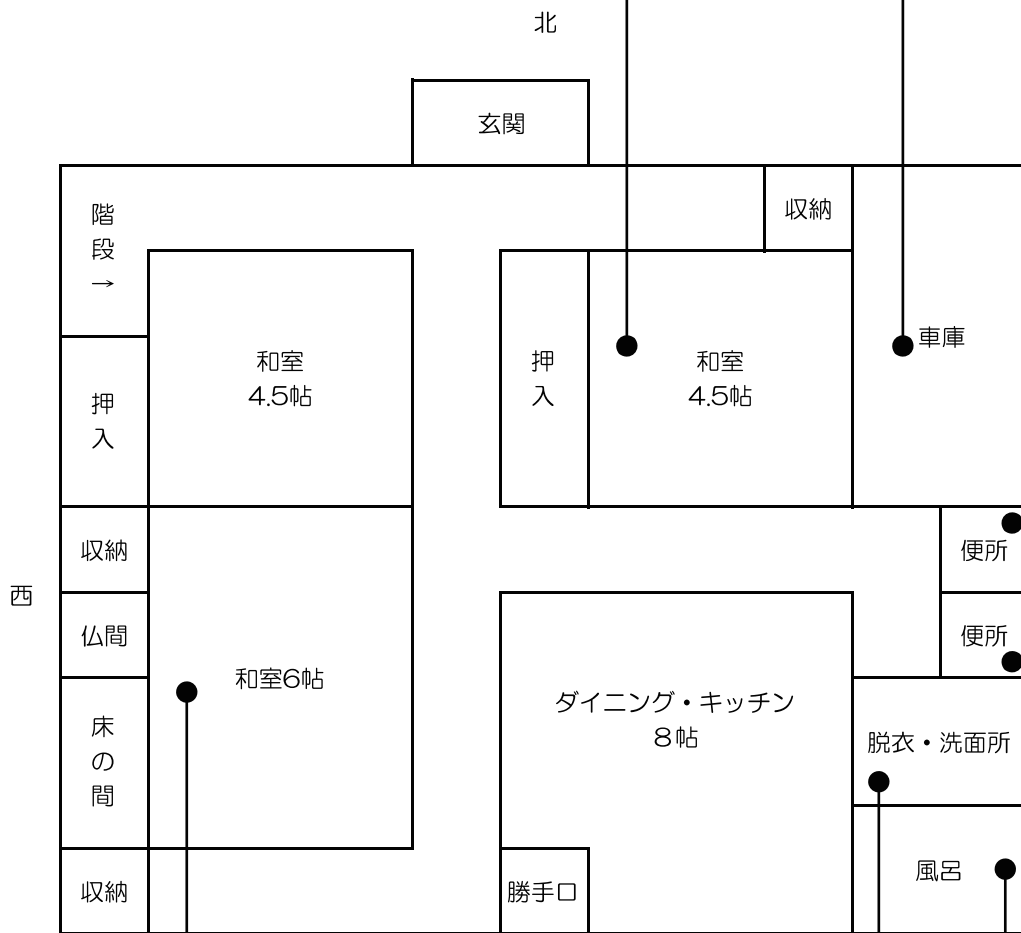 北
玄関
階段→
収納
和室
4.5帖
押入
和室
4.5帖
車庫
押入
収納
便所
西
仏間
便所
和室6帖
ダイニング・キッチン
8帖
床の間
脱衣・洗面所
収納
勝手口
風呂